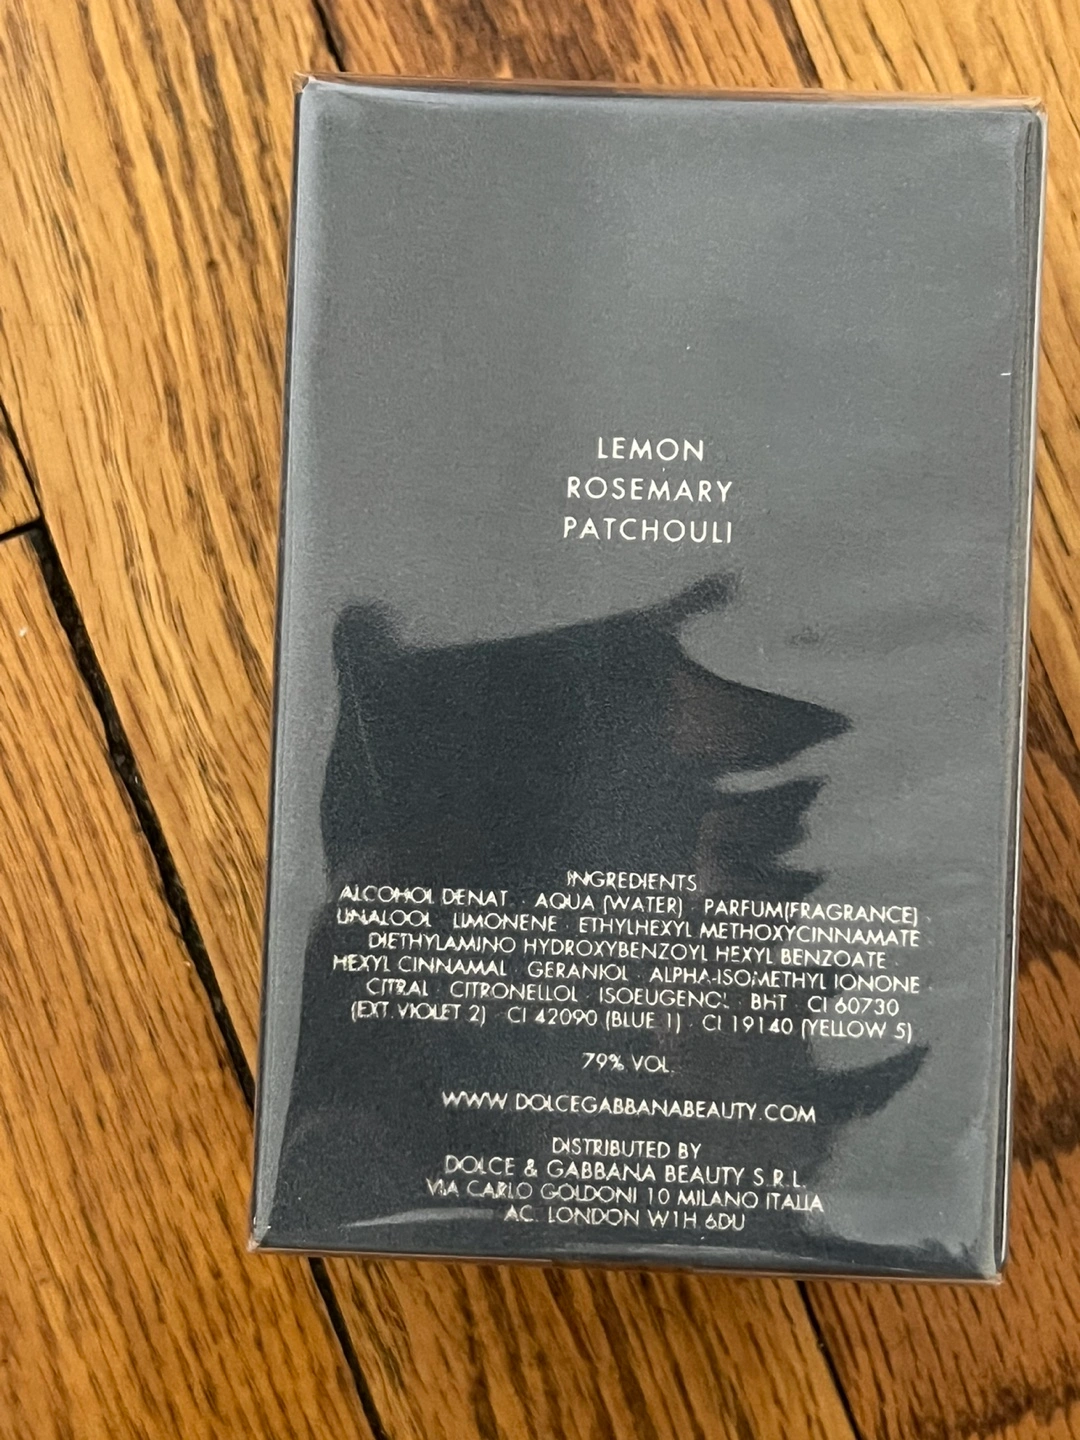 LEMON
ROSEMARY
PATCHOULI
INGREDIENTS
ALCOHOL DENAT · AQUA (WATER) · PARFUM(FRAGRANCE) ·
LINALOOL · LIMONENE · ETHYLHEXYL METHOXYCINNAMATE ·
DIETHYLAMINO HYDROXYBENZOYL HEXYL BENZOATE ·
HEXYL CINNAMAL · GERANIOL · ALPHA-ISOMETHYL IONONE ·
CITRAL · CITRONELLOL · ISOEUGENOL · BHT · CI 60730
(EXT. VIOLET 2) · CI 42090 (BLUE 1) · CI 19140 (YELLOW 5)
79% VOL.
WWW.DOLCEGABBANABEAUTY.COM
DISTRIBUTED BY
DOLCE & GABBANA BEAUTY S.R.L.
VIA CARLO GOLDONI 10 MILANO ITALIA
AC. LONDON W1H 6DU